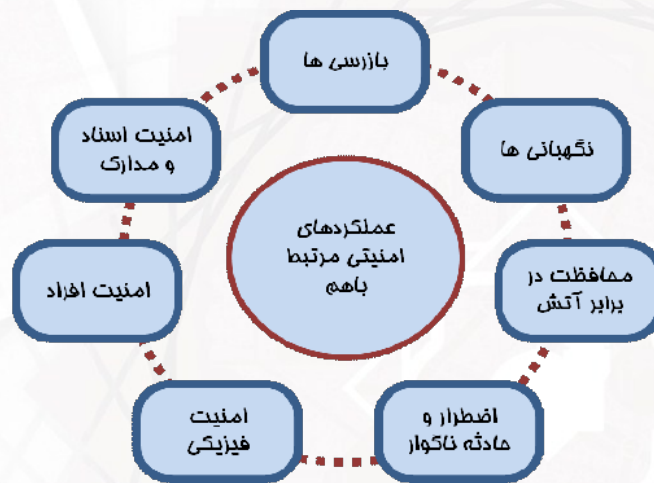 بازرسی ها
نگهبانی ها
محافظت در
برابر آتش
اضطرار و
حادثه ناگوار
امنیت
فیزیکی
امنیت افراد
امنیت اسناد
و مدارک
عملکردهای
امنیتی مرتبط
باهم